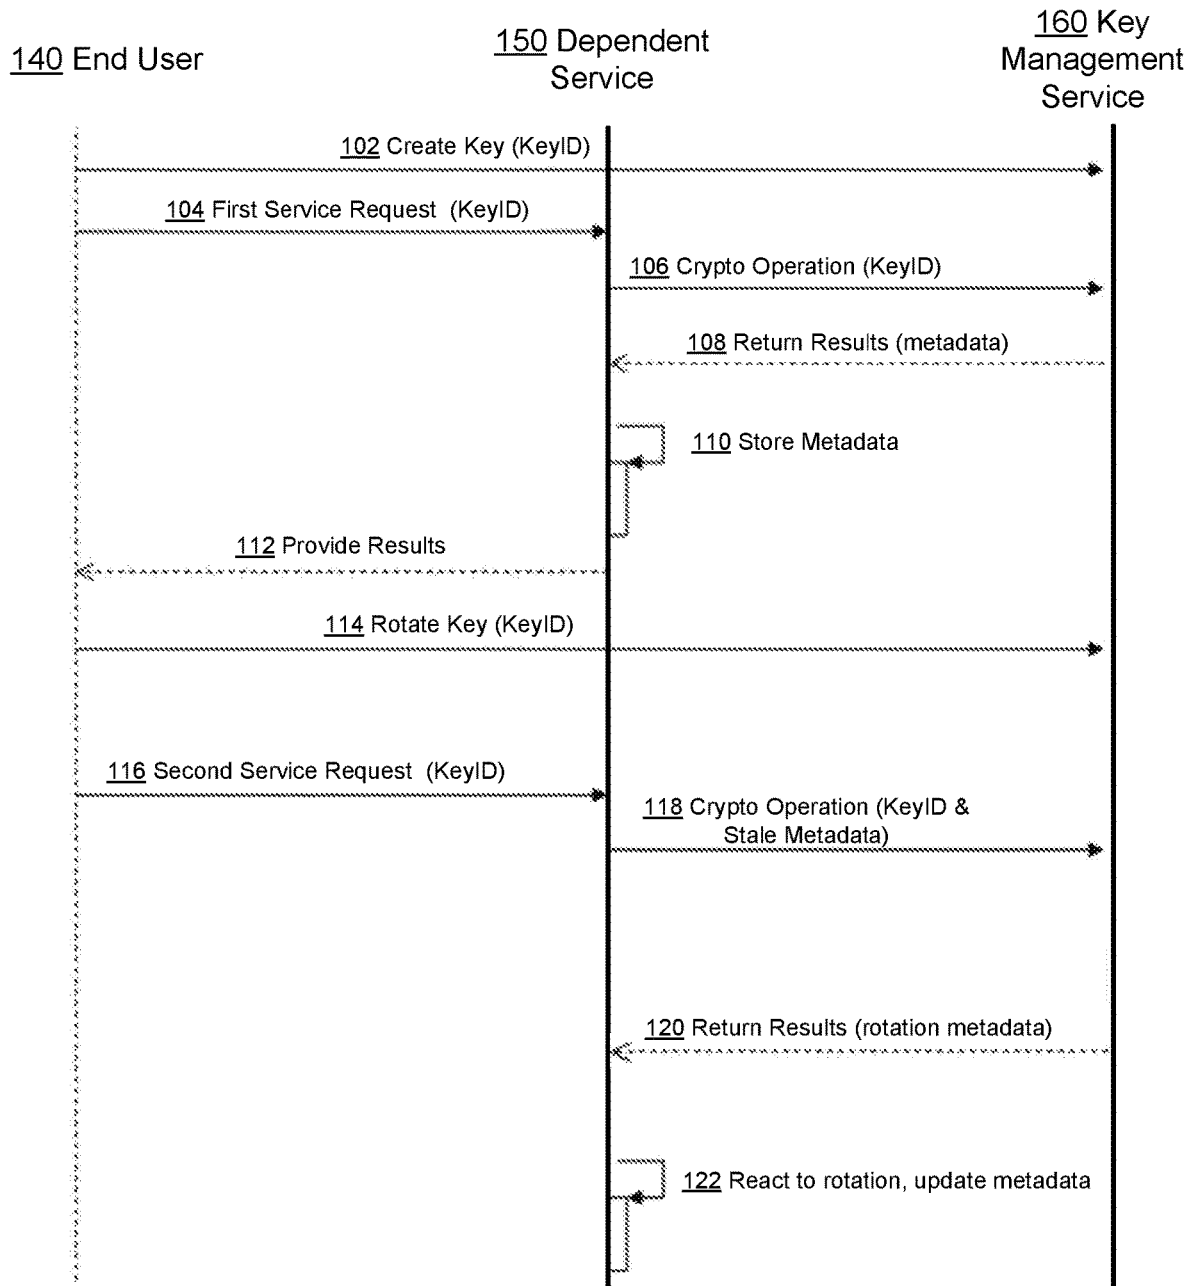 140 End User
150 Dependent
Service
160 Key
Management
Service
102 Create Key (KeyID)
104 First Service Request (KeyID)
106 Crypto Operation (KeyID)
108 Return Results (metadata)
110 Store Metadata
112 Provide Results
114 Rotate Key (KeyID)
116 Second Service Request (KeyID)
118 Crypto Operation (KeyID &
Stale Metadata)
120 Return Results (rotation metadata)
122 React to rotation, update metadata